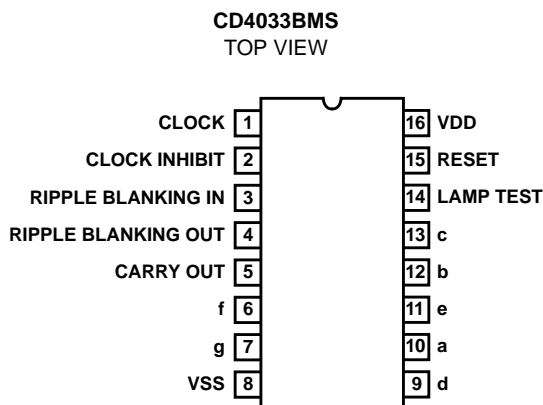 CD4033BMS
TOP VIEW
CLOCK 1 16 VDD
CLOCK INHIBIT 2 15 RESET
RIPPLE BLANKING IN 3 14 LAMP TEST
RIPPLE BLANKING OUT 4 13 c
CARRY OUT 5 12 b
f 6 11 e
g 7 10 a
VSS 8 9 d